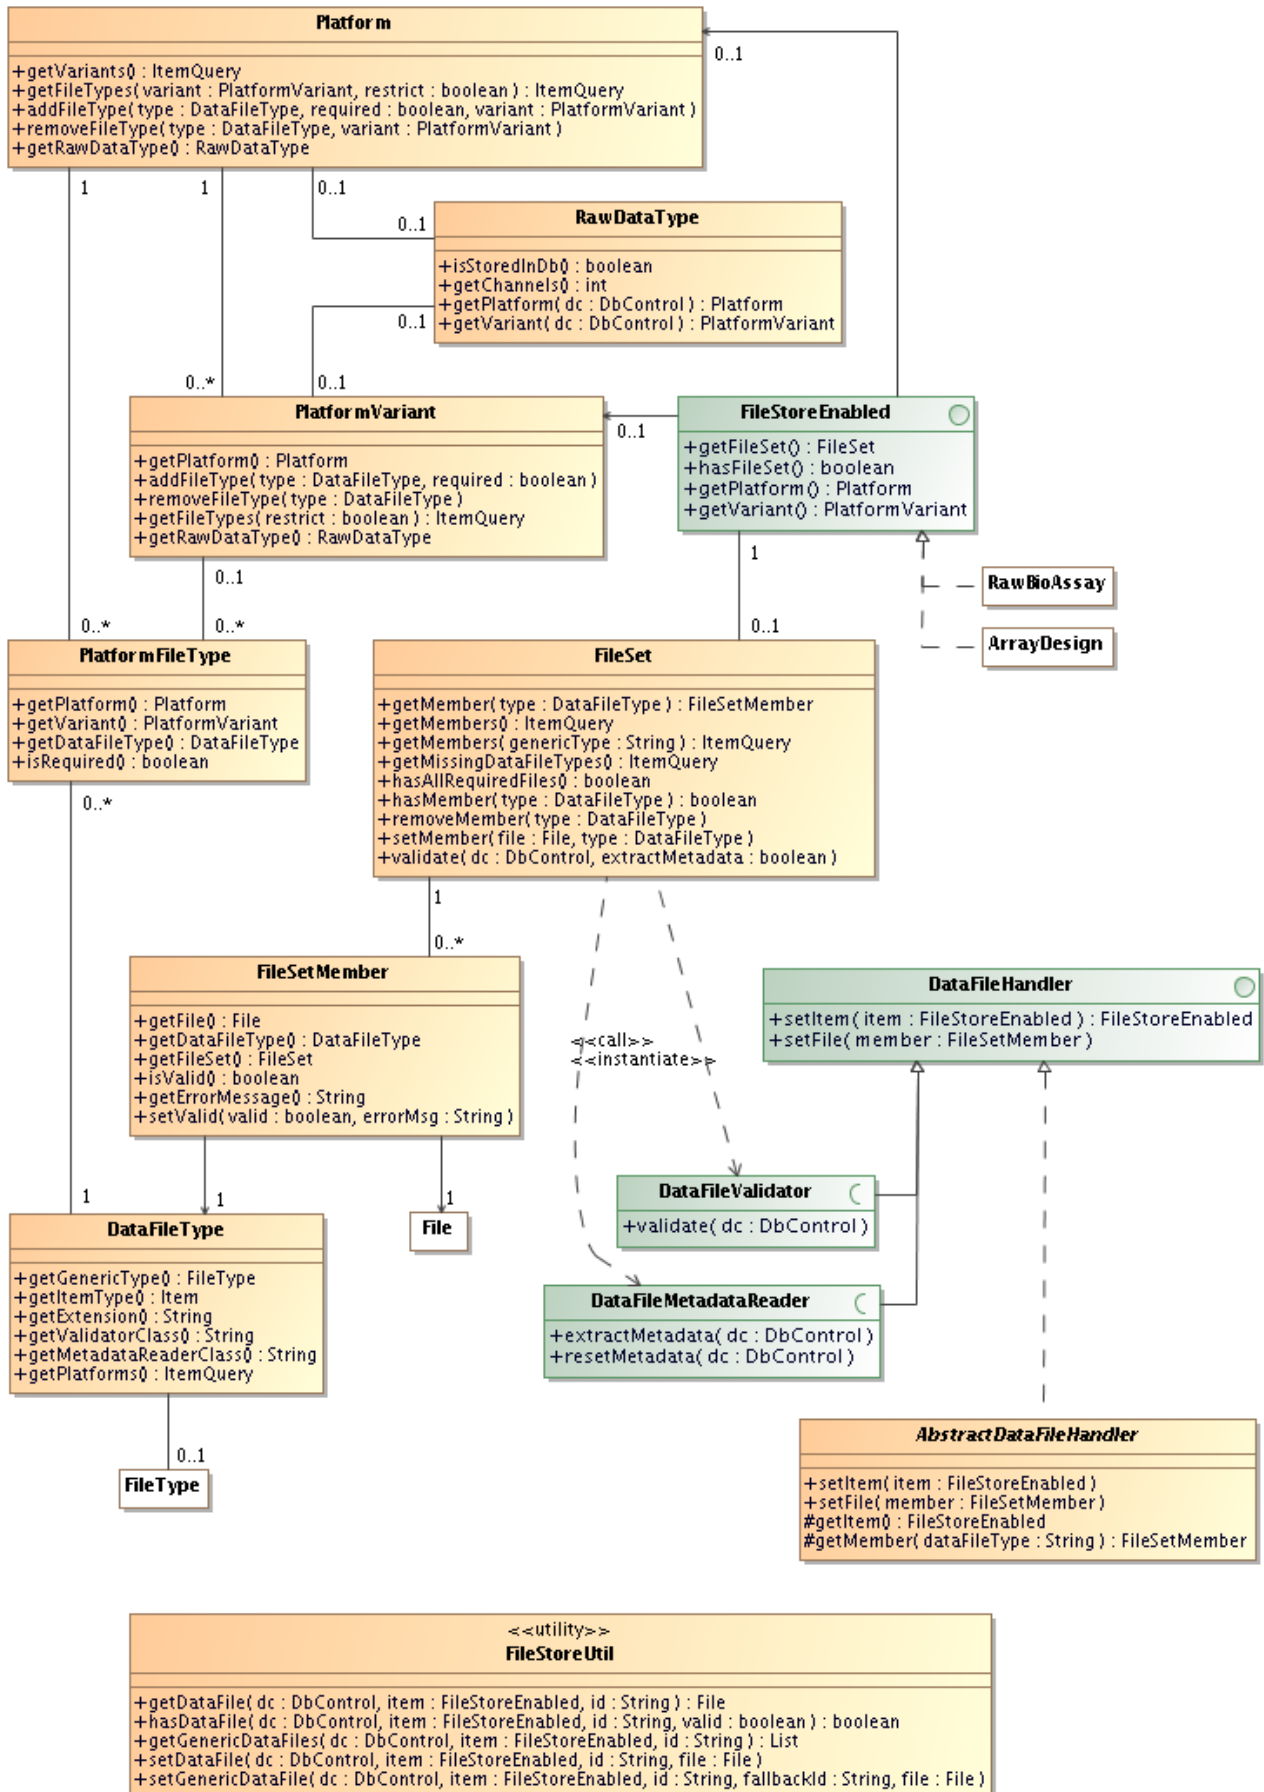 Platform
+getVariants() : ItemQuery
+getFileTypes( variant : PlatformVariant, restrict : boolean ) : ItemQuery
+addFileType( type : DataFileType, required : boolean, variant : PlatformVariant )
+removeFileType( type : DataFileType, variant : PlatformVariant )
+getRawDataType() : RawDataType
0..1
1
1
0..1
0..1
RawDataType
+isStoredInDb() : boolean
+getChannels() : int
+getPlatform( dc : DbControl ) : Platform
+getVariant( dc : DbControl ) : PlatformVariant
0..1
0..*
0..1
PlatformVariant
+getPlatform() : Platform
+addFileType( type : DataFileType, required : boolean )
+removeFileType( type : DataFileType )
+getFileTypes( restrict : boolean ) : ItemQuery
+getRawDataType() : RawDataType
0..1
FileStoreEnabled
+getFileSet() : FileSet
+hasFileSet() : boolean
+getPlatform() : Platform
+getVariant() : PlatformVariant
0..1
1
RawBioAssay
ArrayDesign
0..*
0..*
0..1
PlatformFileType
+getPlatform() : Platform
+getVariant() : PlatformVariant
+getDataFileType() : DataFileType
+isRequired() : boolean
0..*
FileSet
+getMember( type : DataFileType ) : FileSetMember
+getMembers() : ItemQuery
+getMembers( genericType : String ) : ItemQuery
+getMissingDataFileTypes() : ItemQuery
+hasAllRequiredFiles() : boolean
+hasMember( type : DataFileType ) : boolean
+removeMember( type : DataFileType )
+setMember( file : File, type : DataFileType )
+validate( dc : DbControl, extractMetadata : boolean )
1
0..*
FileSetMember
+getFile() : File
+getDataFileType() : DataFileType
+getFileSet() : FileSet
+isValid() : boolean
+getErrorMessage() : String
+setValid( valid : boolean, errorMsg : String )
<<call>>
<<instantiate>>
DataFileHandler
+setItem( item : FileStoreEnabled ) : FileStoreEnabled
+setFile( member : FileSetMember )
1
1
1
DataFileValidator
+validate( dc : DbControl )
File
DataFileType
+getGenericType() : FileType
+getItemType() : Item
+getExtension() : String
+getValidatorClass() : String
+getMetadataReaderClass() : String
+getPlatforms() : ItemQuery
DataFileMetadataReader
+extractMetadata( dc : DbControl )
+resetMetadata( dc : DbControl )
0..1
FileType
AbstractDataFileHandler
+setItem( item : FileStoreEnabled )
+setFile( member : FileSetMember )
#getItem() : FileStoreEnabled
#getMember( dataFileType : String ) : FileSetMember
<<utility>>
FileStoreUtil
+getDataFile( dc : DbControl, item : FileStoreEnabled, id : String ) : File
+hasDataFile( dc : DbControl, item : FileStoreEnabled, id : String, valid : boolean ) : boolean
+getGenericDataFiles( dc : DbControl, item : FileStoreEnabled, id : String ) : List
+setDataFile( dc : DbControl, item : FileStoreEnabled, id : String, file : File )
+setGenericDataFile( dc : DbControl, item : FileStoreEnabled, id : String, fallbackId : String, file : File )